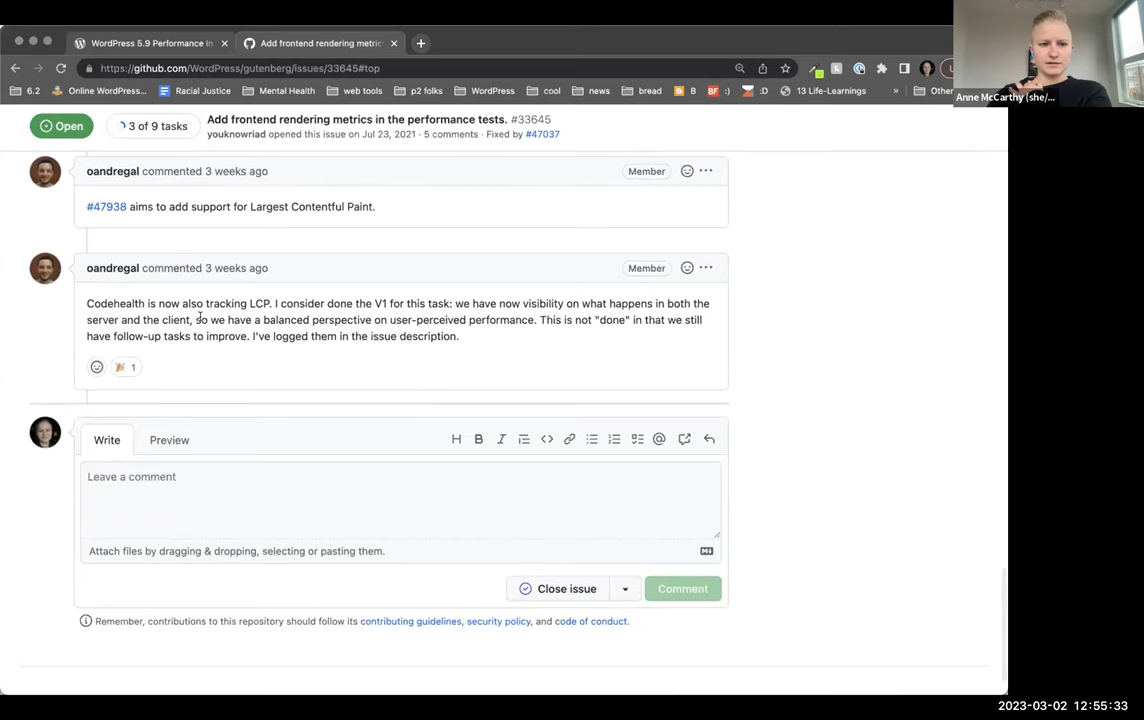 WordPress 5.9 Performance In
Add frontend rendering metric
https://github.com/WordPress/gutenberg/issues/33645#top
6.2
Online WordPress...
Racial Justice
Mental Health
web tools
p2 folks
WordPress
cool
news
bread
B
:)
:D
13 Life-Learnings
»
Other
Anne McCarthy (she/...
Open
3 of 9 tasks
Add frontend rendering metrics in the performance tests. #33645
youknowriad opened this issue on Jul 23, 2021 · 5 comments · Fixed by #47037
oandregal commented 3 weeks ago
Member
#47938 aims to add support for Largest Contentful Paint.
oandregal commented 3 weeks ago
Member
Codehealth is now also tracking LCP. I consider done the V1 for this task: we have now visibility on what happens in both the
server and the client, so we have a balanced perspective on user-perceived performance. This is not "done" in that we still
have follow-up tasks to improve. I've logged them in the issue description.
1
Write
Preview
Leave a comment
Attach files by dragging & dropping, selecting or pasting them.
Close issue
Comment
Remember, contributions to this repository should follow its contributing guidelines, security policy, and code of conduct.
2023-03-02 12:55:33